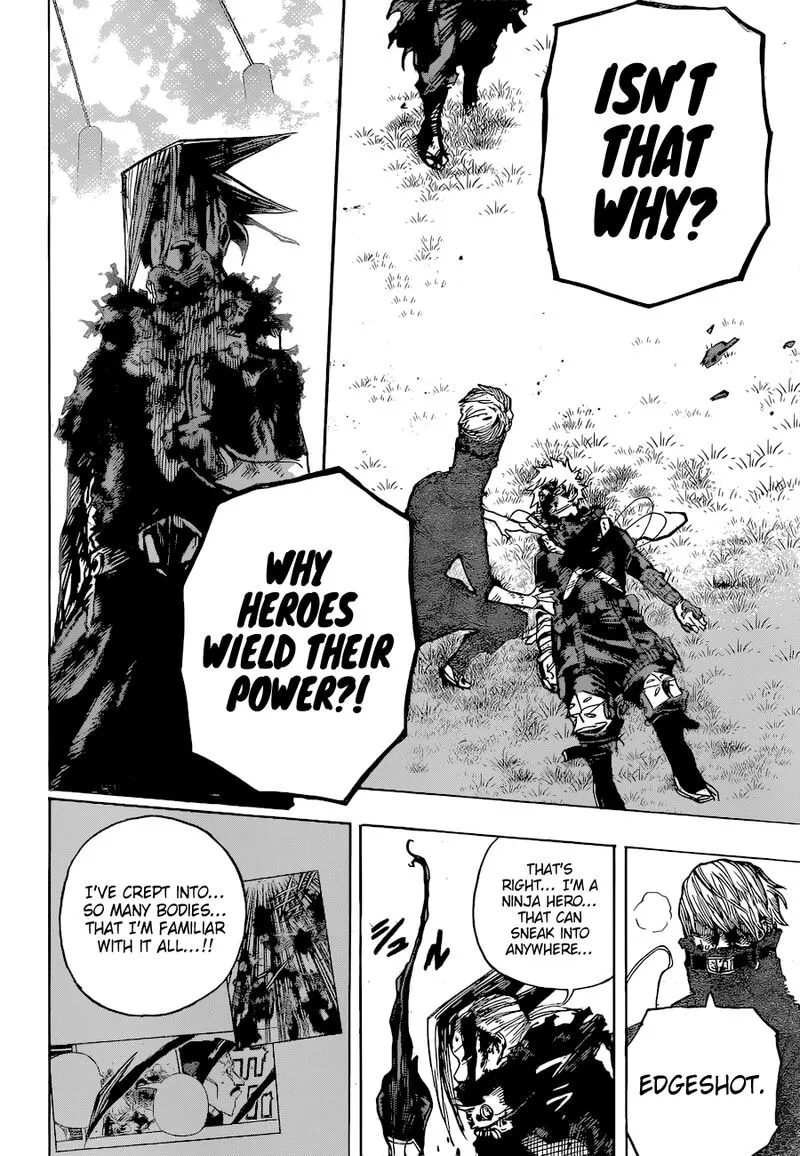 ISN'T
THAT
WHY?
WHY
HEROES
WIELD THEIR
POWER?!
EDGESHOT.
THAT'S
RIGHT... I'M A
NINJA HERO...
THAT CAN
SNEAK INTO
ANYWHERE...
I'VE CREPT INTO...
SO MANY BODIES...
THAT I'M FAMILIAR
WITH IT ALL...!!